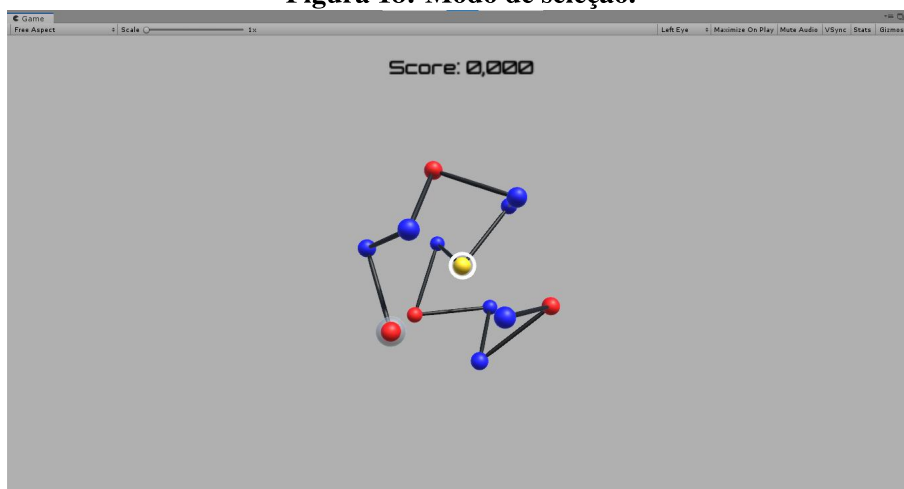 Figura 18: Modo de seleção.
Game
Free Aspect Scale 1x Left Eye Maximize On Play Mute Audio VSync Stats Gizmos
Score: 0,000